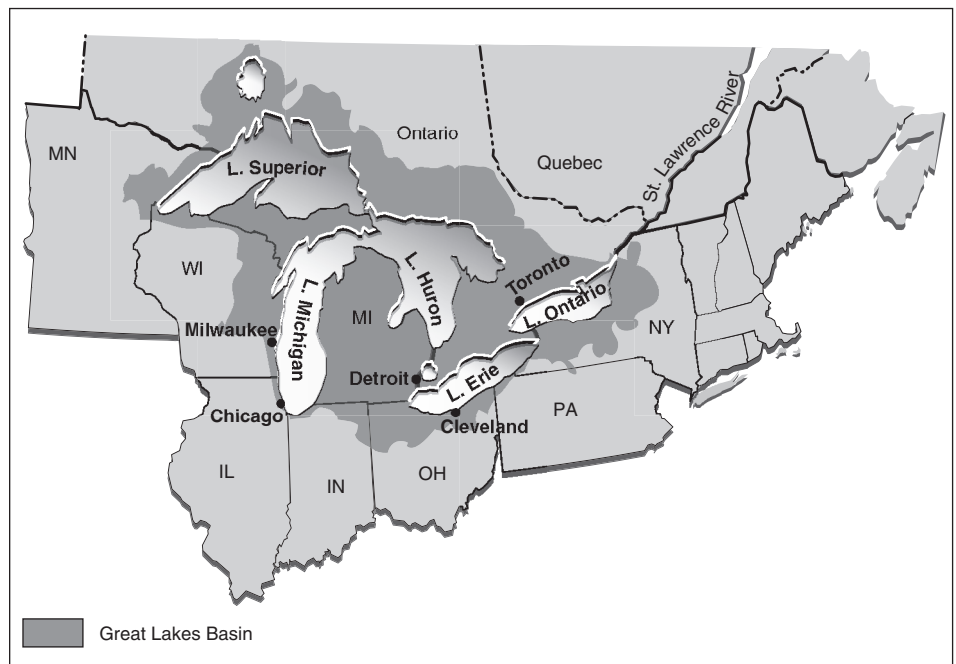 Ontario
St. Lawrence River
MN
Quebec
L. Superior
WI
L. Huron
Toronto
L. Michigan
MI
L. Ontario
NY
Milwaukee
Detroit
L. Erie
Chicago
PA
Cleveland
IL
IN
OH
Great Lakes Basin